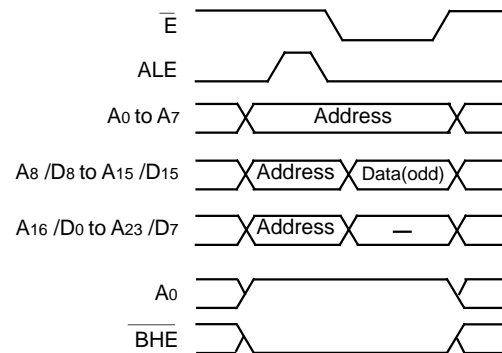 E
ALE
A0 to A7 Address
A8 /D8 to A15 /D15 Address Data(odd)
A16 /D0 to A23 /D7 Address –
A0
BHE